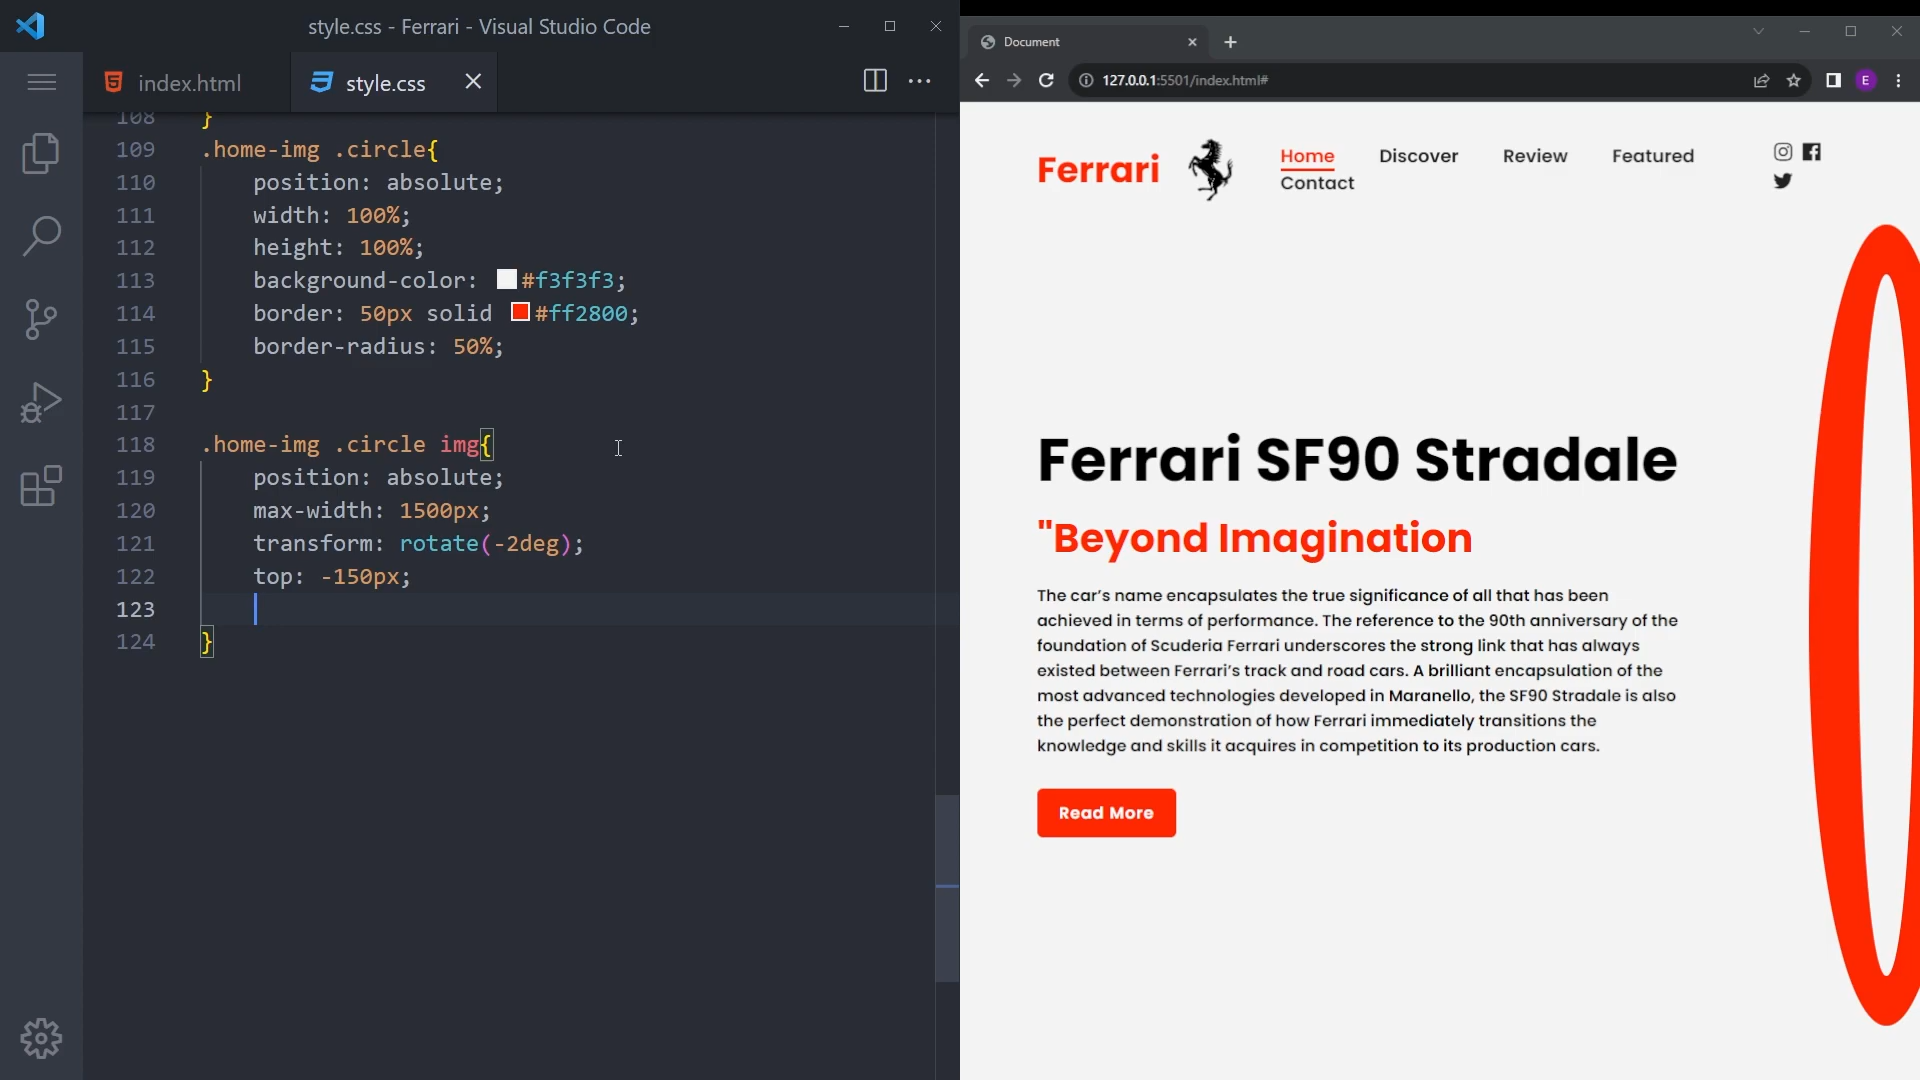 style.css - Ferrari - Visual Studio Code
index.html
style.css
108 }
109 .home-img .circle{
110 position: absolute;
111 width: 100%;
112 height: 100%;
113 background-color: #f3f3f3;
114 border: 50px solid #ff2800;
115 border-radius: 50%;
116 }
117
118 .home-img .circle img{
119 position: absolute;
120 max-width: 1500px;
121 transform: rotate(-2deg);
122 top: -150px;
123
124 }
Document
127.0.0.1:5501/index.html#
E
Ferrari
Home Discover Review Featured
Contact
Ferrari SF90 Stradale
"Beyond Imagination
The car’s name encapsulates the true significance of all that has been
achieved in terms of performance. The reference to the 90th anniversary of the
foundation of Scuderia Ferrari underscores the strong link that has always
existed between Ferrari’s track and road cars. A brilliant encapsulation of the
most advanced technologies developed in Maranello, the SF90 Stradale is also
the perfect demonstration of how Ferrari immediately transitions the
knowledge and skills it acquires in competition to its production cars.
Read More